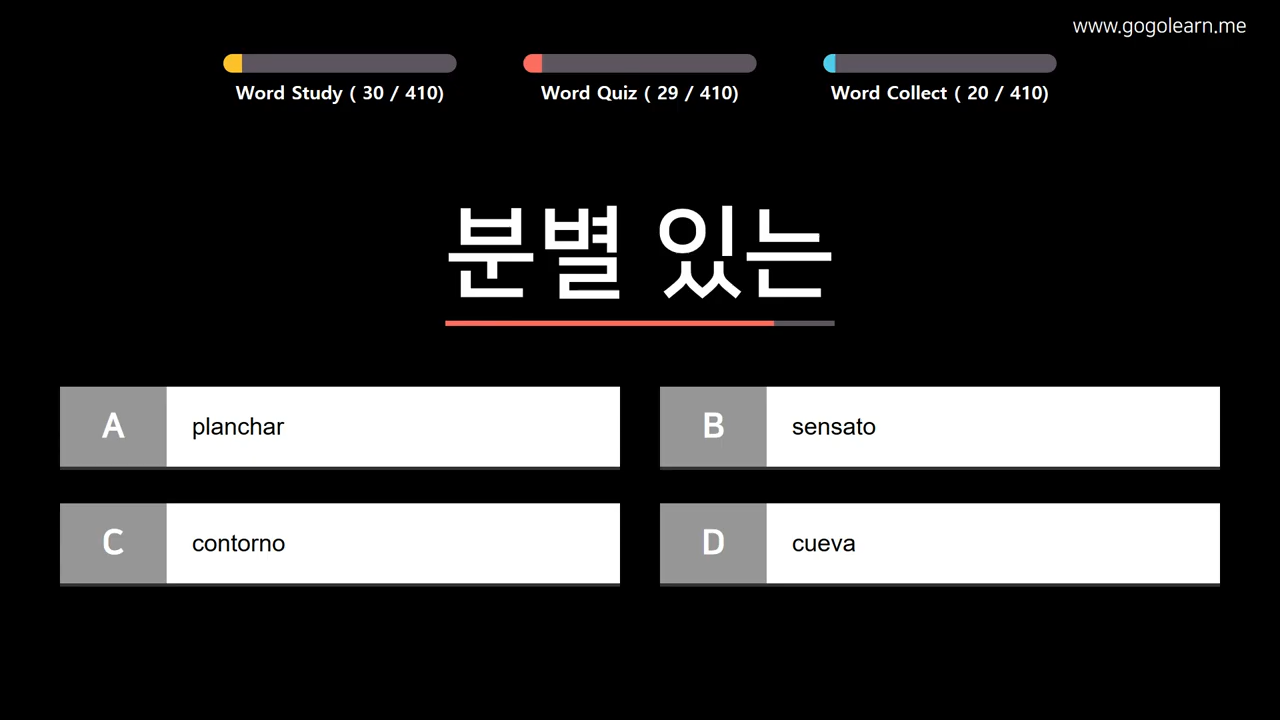 www.gogolearn.me
Word Study ( 30 / 410)
Word Quiz ( 29 / 410)
Word Collect ( 20 / 410)
분별 있는
A planchar
B sensato
C contorno
D cueva